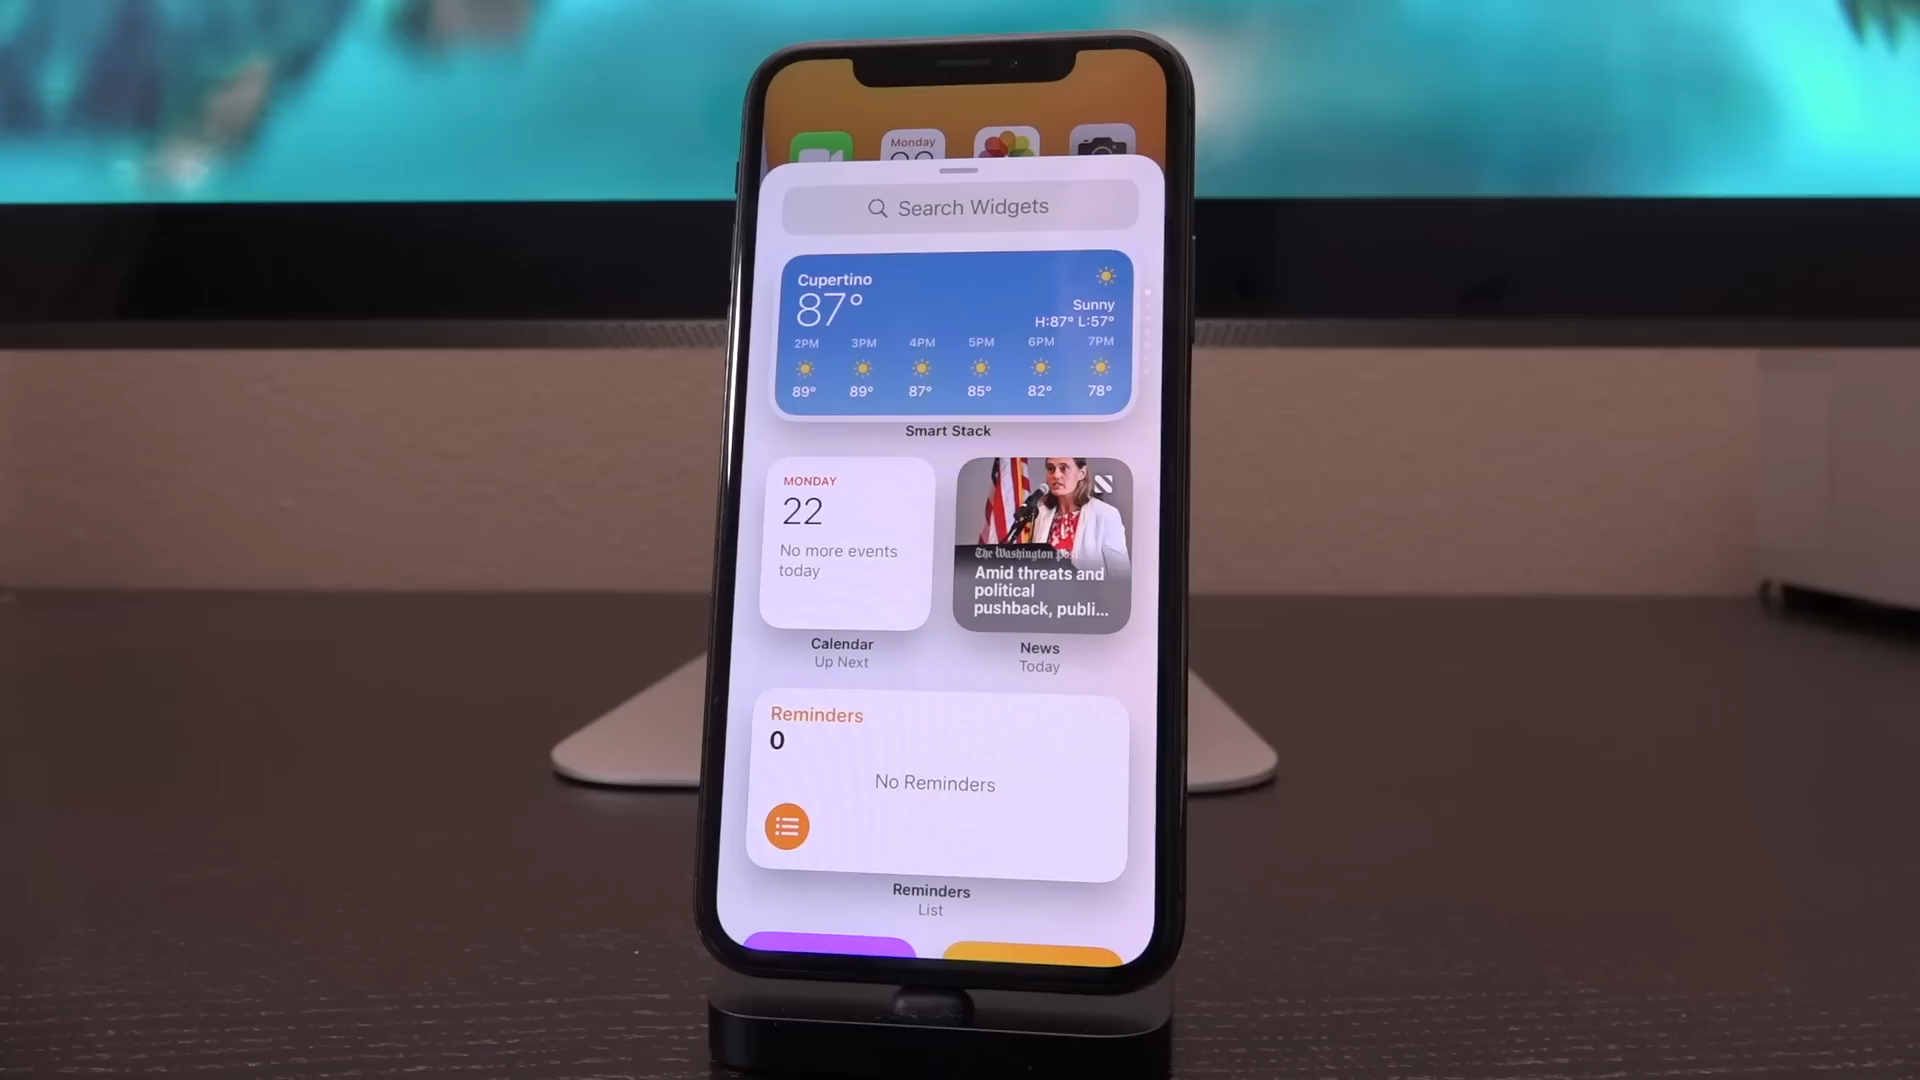 Monday
Search Widgets
Cupertino
87°
Sunny
H:87° L:57°
2PM 3PM 4PM 5PM 6PM 7PM
89° 89° 87° 85° 82° 78°
Smart Stack
MONDAY
22
No more events
today
Calendar
Up Next
The Washington
Amid threats and
political
pushback, publi...
News
Today
Reminders
0
No Reminders
Reminders
List